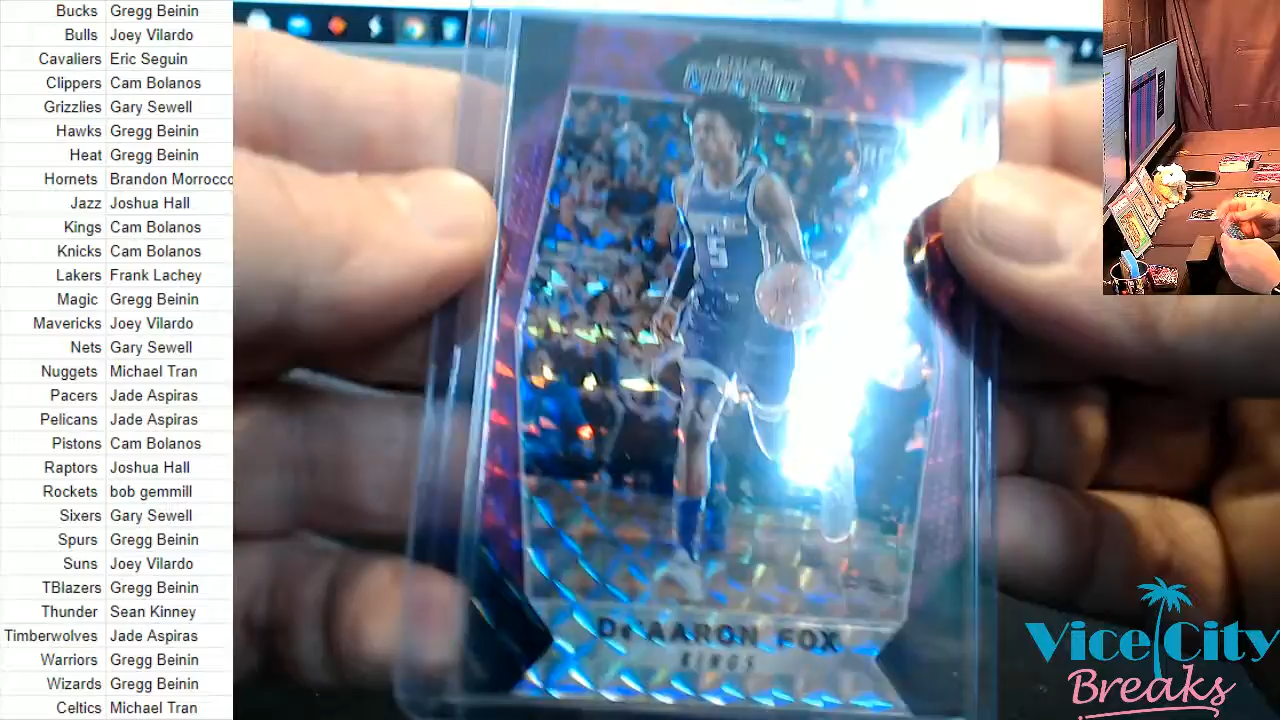 Bucks Gregg Beinin
Bulls Joey Vilardo
Cavaliers Eric Seguin
Clippers Cam Bolanos
Grizzlies Gary Sewell
Hawks Gregg Beinin
Heat Gregg Beinin
Hornets Brandon Morrocco
Jazz Joshua Hall
Kings Cam Bolanos
Knicks Cam Bolanos
Lakers Frank Lachey
Magic Gregg Beinin
Mavericks Joey Vilardo
Nets Gary Sewell
Nuggets Michael Tran
Pacers Jade Aspiras
Pelicans Jade Aspiras
Pistons Cam Bolanos
Raptors Joshua Hall
Rockets bob gemmill
Sixers Gary Sewell
Spurs Gregg Beinin
Suns Joey Vilardo
TBlazers Gregg Beinin
Thunder Sean Kinney
Timberwolves Jade Aspiras
Warriors Gregg Beinin
Wizards Gregg Beinin
Celtics Michael Tran
5
De'AARON FOX
KINGS
Vice City
Breaks